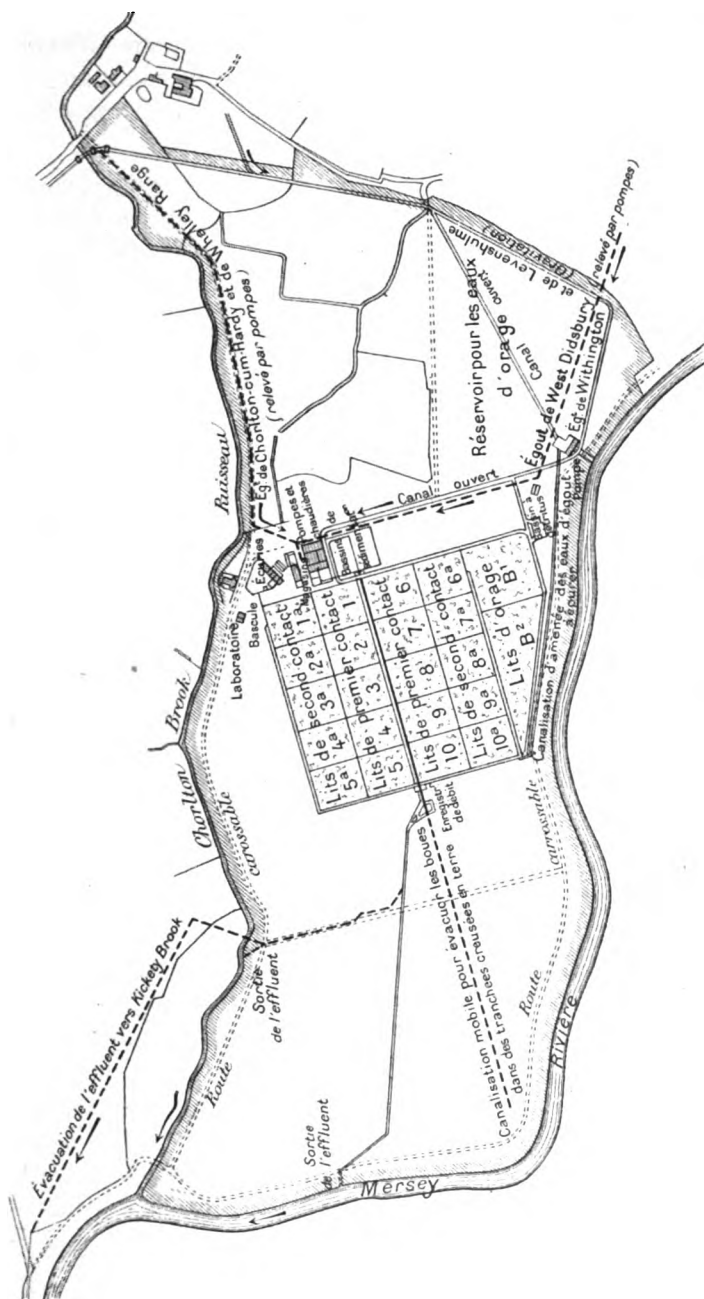 Ruisseau
Chorlton Brook
Eg.t de Chorlton-cum-Hardy et de Whalley Range
(relevé par pompes)
Réservoir pour les eaux
d'orage
Canal ouvert
et de Levenshulme
(Gravitation)
Égout de West Didsbury (relevé par pompes)
Eg.t de Withington
Canal ouvert
Laboratoire
Bascule
Écuries
Magasins
Pompes et
Chaudières
Bassins de
Pompe
Lits de second contact
5a 4a 3a 2a 1a
Lits de premier contact
5 4 3 2 1
Lits de premier contact
10 9 8 7 6
Lits de second contact
10a 9a 8a 7a 6a
Lits d'orage
B2 B1
Canalisation d'amenée des eaux d'égout
à épurer
Enregistr.r
de débit
Canalisation mobile pour évacuer les boues
dans des tranchées creusées en terre
Évacuation de l'effluent vers Kickety Brook
Sortie
de l'effluent
Sortie
de l'effluent
Route carossable
Route carrossable
Rivière Mersey